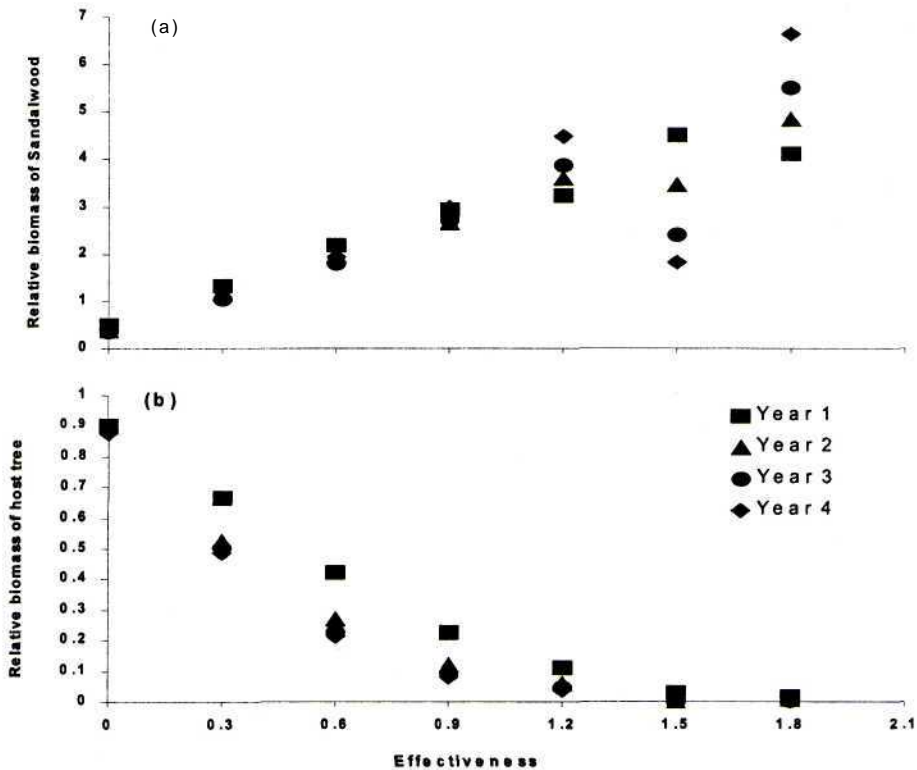 (a)
Relative biomass of Sandalwood
7
6
5
4
3
2
1
0
(b)
Relative biomass of host tree
1
0.9
0.8
0.7
0.6
0.5
0.4
0.3
0.2
0.1
0
Year 1
Year 2
Year 3
Year 4
0 0.3 0.6 0.9 1.2 1.5 1.8 2.1
Effectiveness